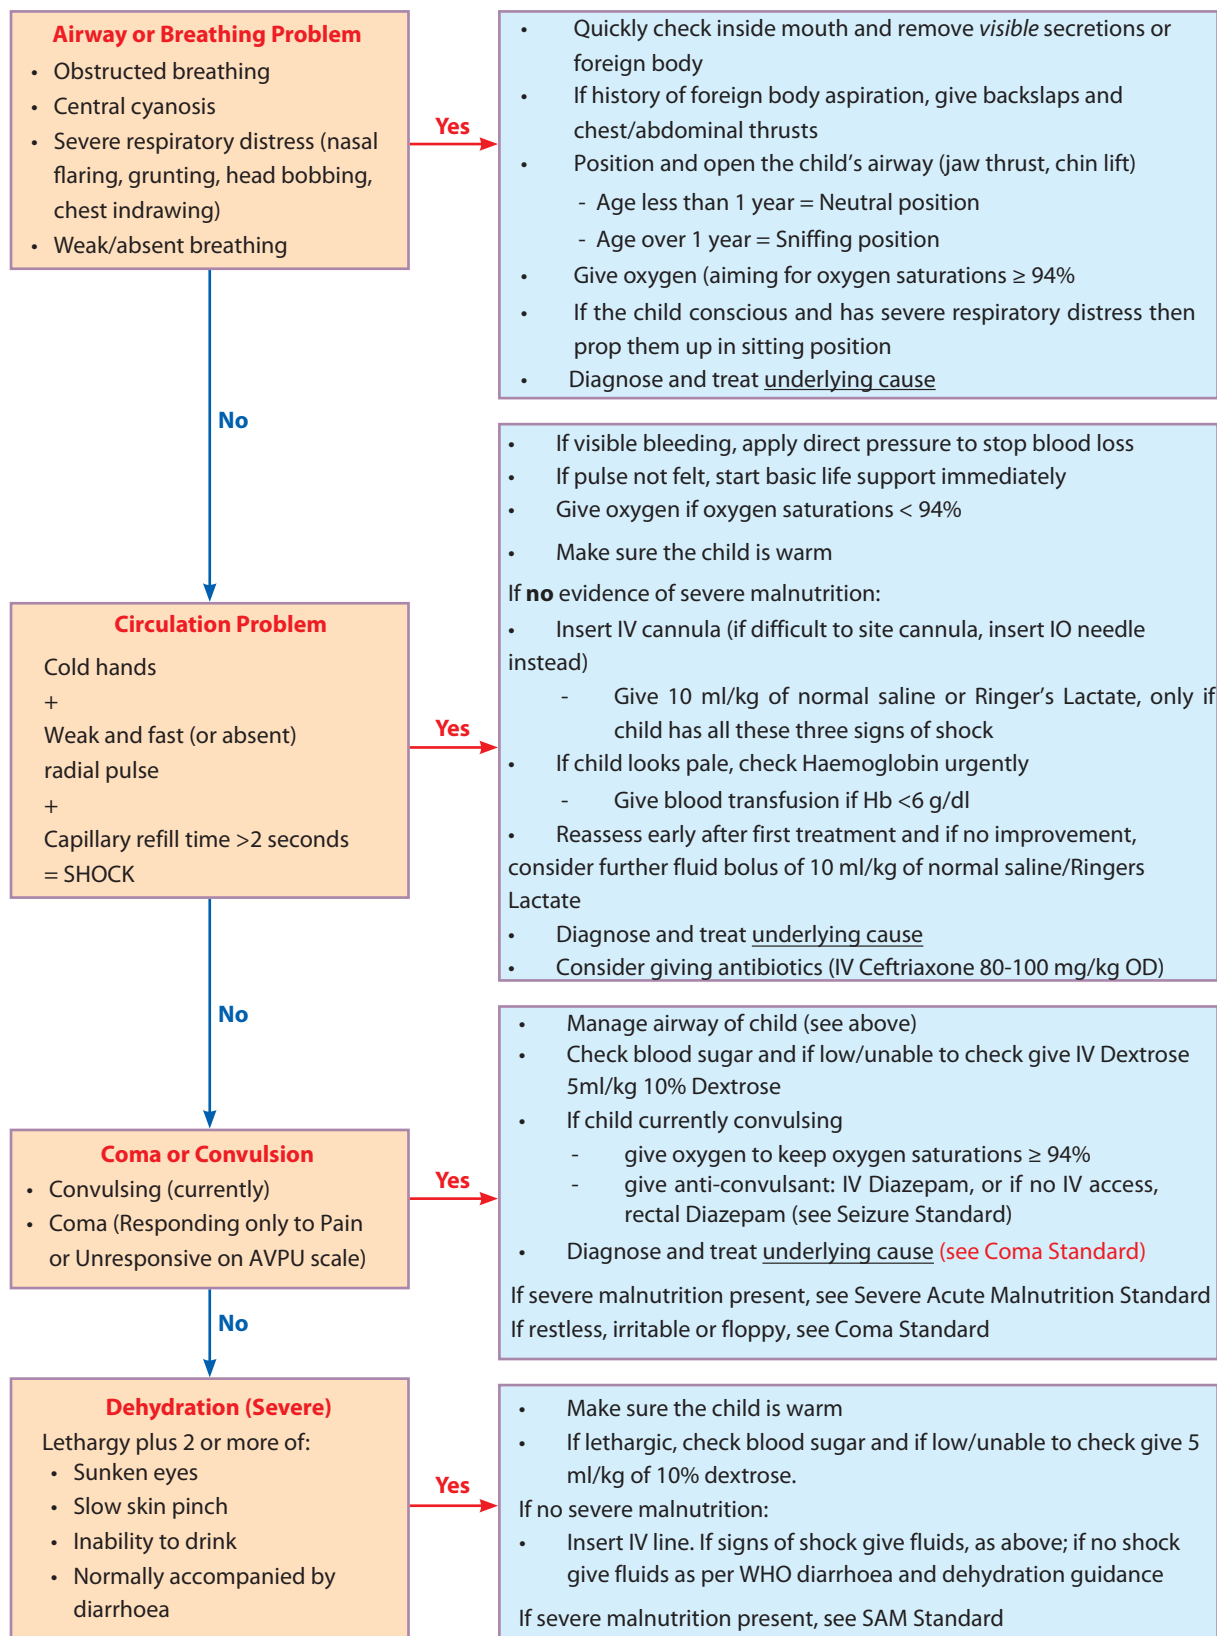 Airway or Breathing Problem
• Obstructed breathing
• Central cyanosis
• Severe respiratory distress (nasal
flaring, grunting, head bobbing,
chest indrawing)
• Weak/absent breathing
Yes
• Quickly check inside mouth and remove visible secretions or
foreign body
• If history of foreign body aspiration, give backslaps and
chest/abdominal thrusts
• Position and open the child's airway (jaw thrust, chin lift)
- Age less than 1 year = Neutral position
- Age over 1 year = Sniffing position
• Give oxygen (aiming for oxygen saturations ≥ 94%
• If the child conscious and has severe respiratory distress then
prop them up in sitting position
• Diagnose and treat underlying cause
No
Circulation Problem
Cold hands
+
Weak and fast (or absent)
radial pulse
+
Capillary refill time >2 seconds
= SHOCK
Yes
• If visible bleeding, apply direct pressure to stop blood loss
• If pulse not felt, start basic life support immediately
• Give oxygen if oxygen saturations < 94%
• Make sure the child is warm
If no evidence of severe malnutrition:
• Insert IV cannula (if difficult to site cannula, insert IO needle
instead)
- Give 10 ml/kg of normal saline or Ringer's Lactate, only if
child has all these three signs of shock
• If child looks pale, check Haemoglobin urgently
- Give blood transfusion if Hb <6 g/dl
• Reassess early after first treatment and if no improvement,
consider further fluid bolus of 10 ml/kg of normal saline/Ringers
Lactate
• Diagnose and treat underlying cause
• Consider giving antibiotics (IV Ceftriaxone 80-100 mg/kg OD)
No
Coma or Convulsion
• Convulsing (currently)
• Coma (Responding only to Pain
or Unresponsive on AVPU scale)
Yes
• Manage airway of child (see above)
• Check blood sugar and if low/unable to check give IV Dextrose
5ml/kg 10% Dextrose
• If child currently convulsing
- give oxygen to keep oxygen saturations ≥ 94%
- give anti-convulsant: IV Diazepam, or if no IV access,
rectal Diazepam (see Seizure Standard)
• Diagnose and treat underlying cause (see Coma Standard)
If severe malnutrition present, see Severe Acute Malnutrition Standard
If restless, irritable or floppy, see Coma Standard
No
Dehydration (Severe)
Lethargy plus 2 or more of:
• Sunken eyes
• Slow skin pinch
• Inability to drink
• Normally accompanied by
diarrhoea
Yes
• Make sure the child is warm
• If lethargic, check blood sugar and if low/unable to check give 5
ml/kg of 10% dextrose.
If no severe malnutrition:
• Insert IV line. If signs of shock give fluids, as above; if no shock
give fluids as per WHO diarrhoea and dehydration guidance
If severe malnutrition present, see SAM Standard